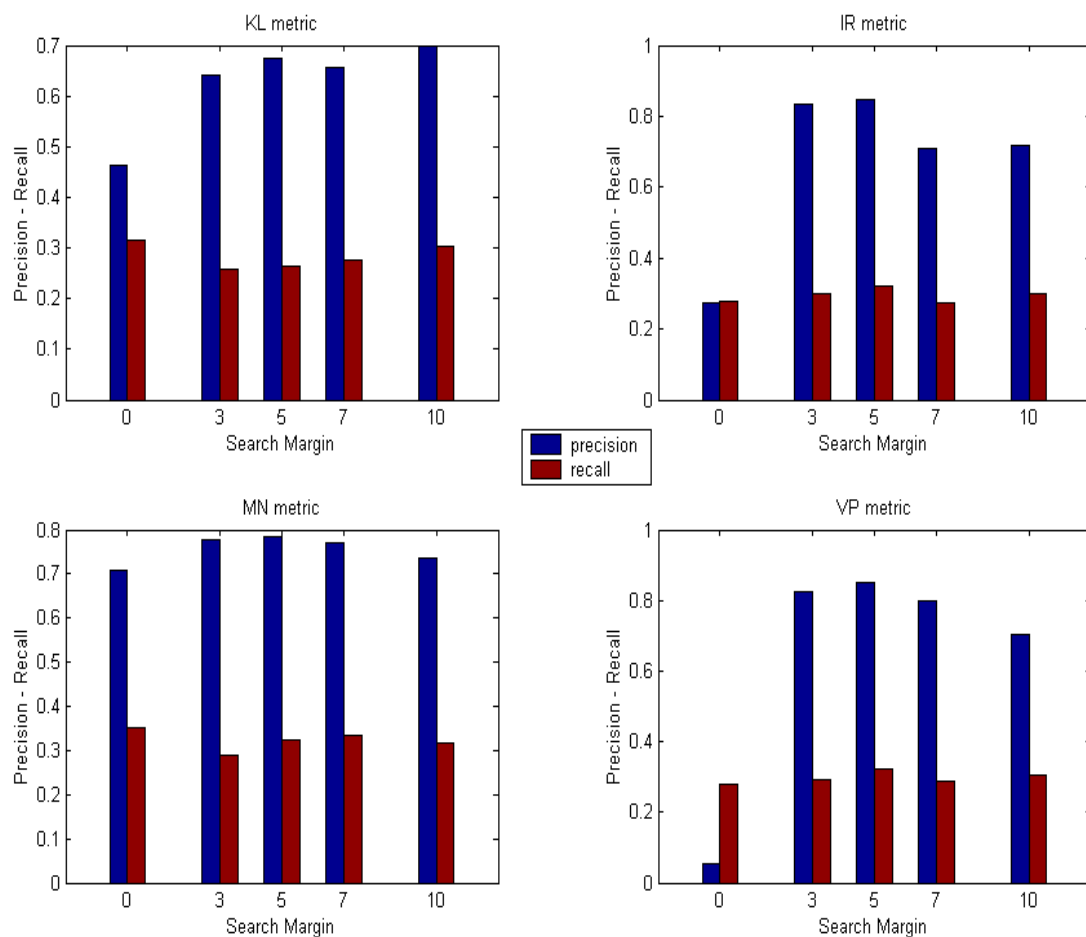 KL metric
0.7
0.6
0.5
0.4
0.3
0.2
0.1
0
Precision - Recall
0 3 5 7 10
Search Margin
IR metric
1
0.8
0.6
0.4
0.2
0
Precision - Recall
0 3 5 7 10
Search Margin
precision
recall
MN metric
0.8
0.7
0.6
0.5
0.4
0.3
0.2
0.1
0
Precision - Recall
0 3 5 7 10
Search Margin
VP metric
1
0.8
0.6
0.4
0.2
0
Precision - Recall
0 3 5 7 10
Search Margin